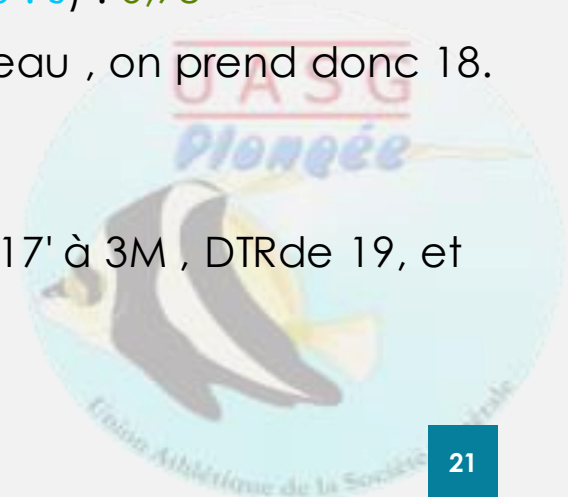 eau , on prend donc 18.
UASG
Plongée
17' à 3M , DTRde 19, et
Union Athlétique de la Société
21